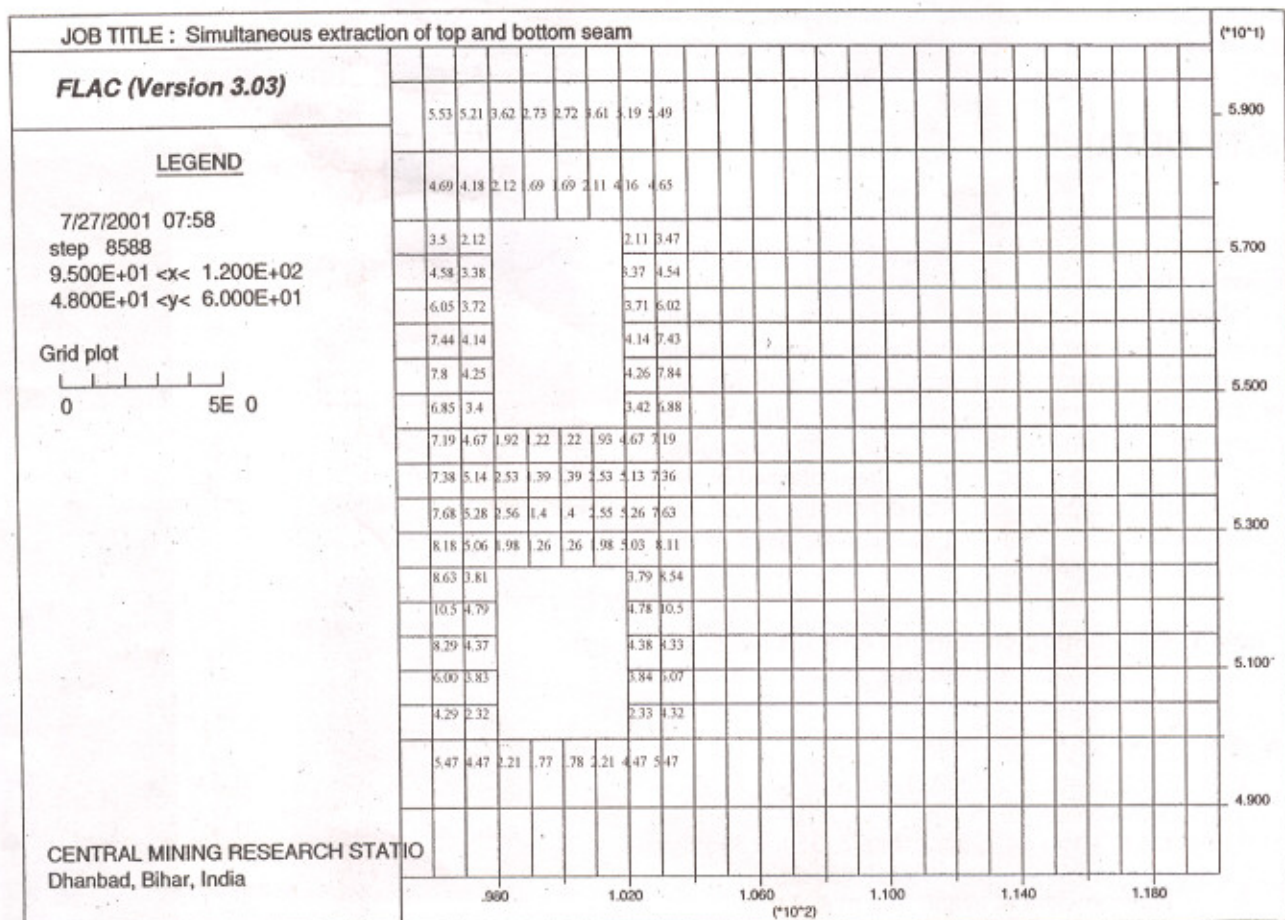 JOB TITLE : Simultaneous extraction of top and bottom seam
(*10^1)
FLAC (Version 3.03)
LEGEND
7/27/2001 07:58
step 8588
9.500E+01 <x< 1.200E+02
4.800E+01 <y< 6.000E+01
Grid plot
0 5E 0
5.53 5.21 3.62 2.73 2.72 3.61 5.19 5.49
5.900
4.69 4.18 2.12 1.69 1.69 2.11 4.16 4.65
3.5 2.12 2.11 3.47
5.700
4.58 3.38 3.37 4.54
6.05 3.72 3.71 6.02
7.44 4.14 4.14 7.43
7.8 4.25 4.26 7.84
5.500
6.85 3.4 3.42 6.88
7.19 4.67 1.92 1.22 1.22 1.93 4.67 7.19
7.38 5.14 2.53 1.39 1.39 2.53 5.13 7.36
7.68 5.28 2.56 1.4 1.4 2.55 5.26 7.63
5.300
8.18 5.06 1.98 1.26 1.26 1.98 5.03 8.11
8.63 3.81 3.79 8.54
10.5 4.79 4.78 10.5
8.29 4.37 4.38
5.100
6.00 3.83 3.84
4.29 2.32 2.33 4.32
5.47 4.47 2.21 1.77 1.78 2.21 4.47 5.47
4.900
CENTRAL MINING RESEARCH STATIO
Dhanbad, Bihar, India
.980 1.020 1.060 1.100 1.140 1.180
(*10^2)